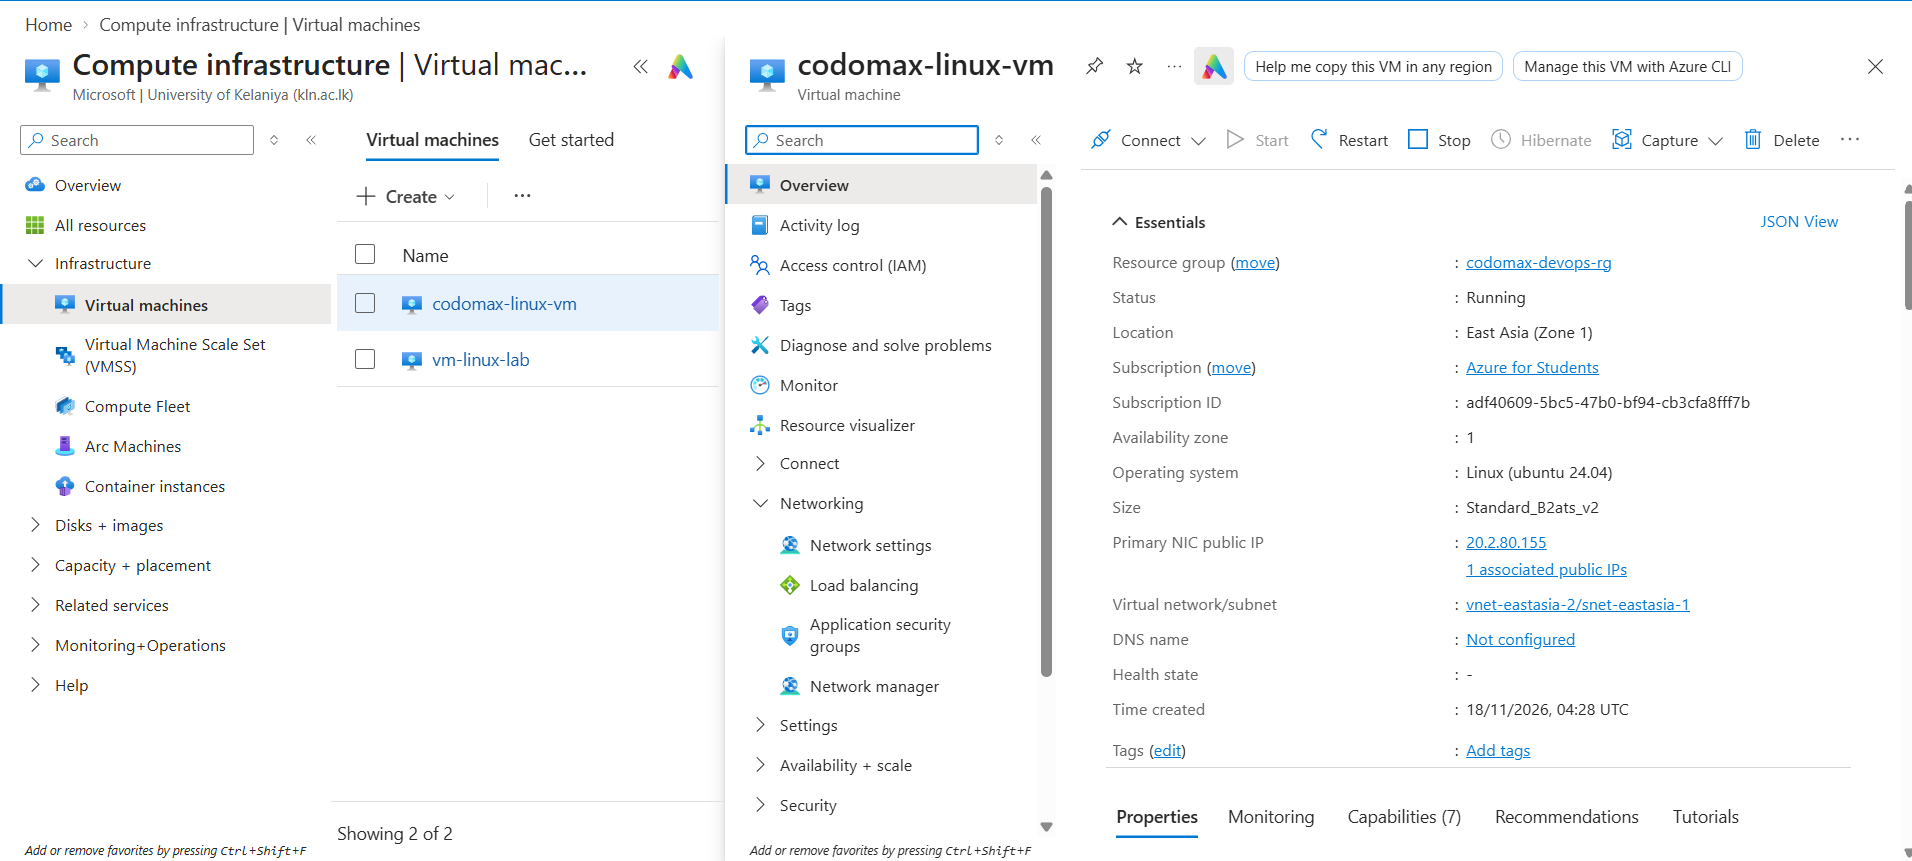 Home › Compute infrastructure | Virtual machines
Compute infrastructure | Virtual mac...
Microsoft | University of Kelaniya (kln.ac.lk)
Search
Overview
All resources
Infrastructure
Virtual machines
Virtual Machine Scale Set
(VMSS)
Compute Fleet
Arc Machines
Container instances
Disks + images
Capacity + placement
Related services
Monitoring+Operations
Help
Add or remove favorites by pressing Ctrl+Shift+F
Virtual machines Get started
Create ...
Name
codomax-linux-vm
vm-linux-lab
Showing 2 of 2
codomax-linux-vm
Virtual machine
Help me copy this VM in any region
Manage this VM with Azure CLI
Search
Overview
Activity log
Access control (IAM)
Tags
Diagnose and solve problems
Monitor
Resource visualizer
Connect
Networking
Network settings
Load balancing
Application security
groups
Network manager
Settings
Availability + scale
Security
Add or remove favorites by pressing Ctrl+Shift+F
Connect Start Restart Stop Hibernate Capture Delete ...
Essentials
JSON View
Resource group (move) : codomax-devops-rg
Status : Running
Location : East Asia (Zone 1)
Subscription (move) : Azure for Students
Subscription ID : adf40609-5bc5-47b0-bf94-cb3cfa8fff7b
Availability zone : 1
Operating system : Linux (ubuntu 24.04)
Size : Standard_B2ats_v2
Primary NIC public IP : 20.2.80.155
1 associated public IPs
Virtual network/subnet : vnet-eastasia-2/snet-eastasia-1
DNS name : Not configured
Health state : -
Time created : 18/11/2026, 04:28 UTC
Tags (edit) : Add tags
Properties Monitoring Capabilities (7) Recommendations Tutorials